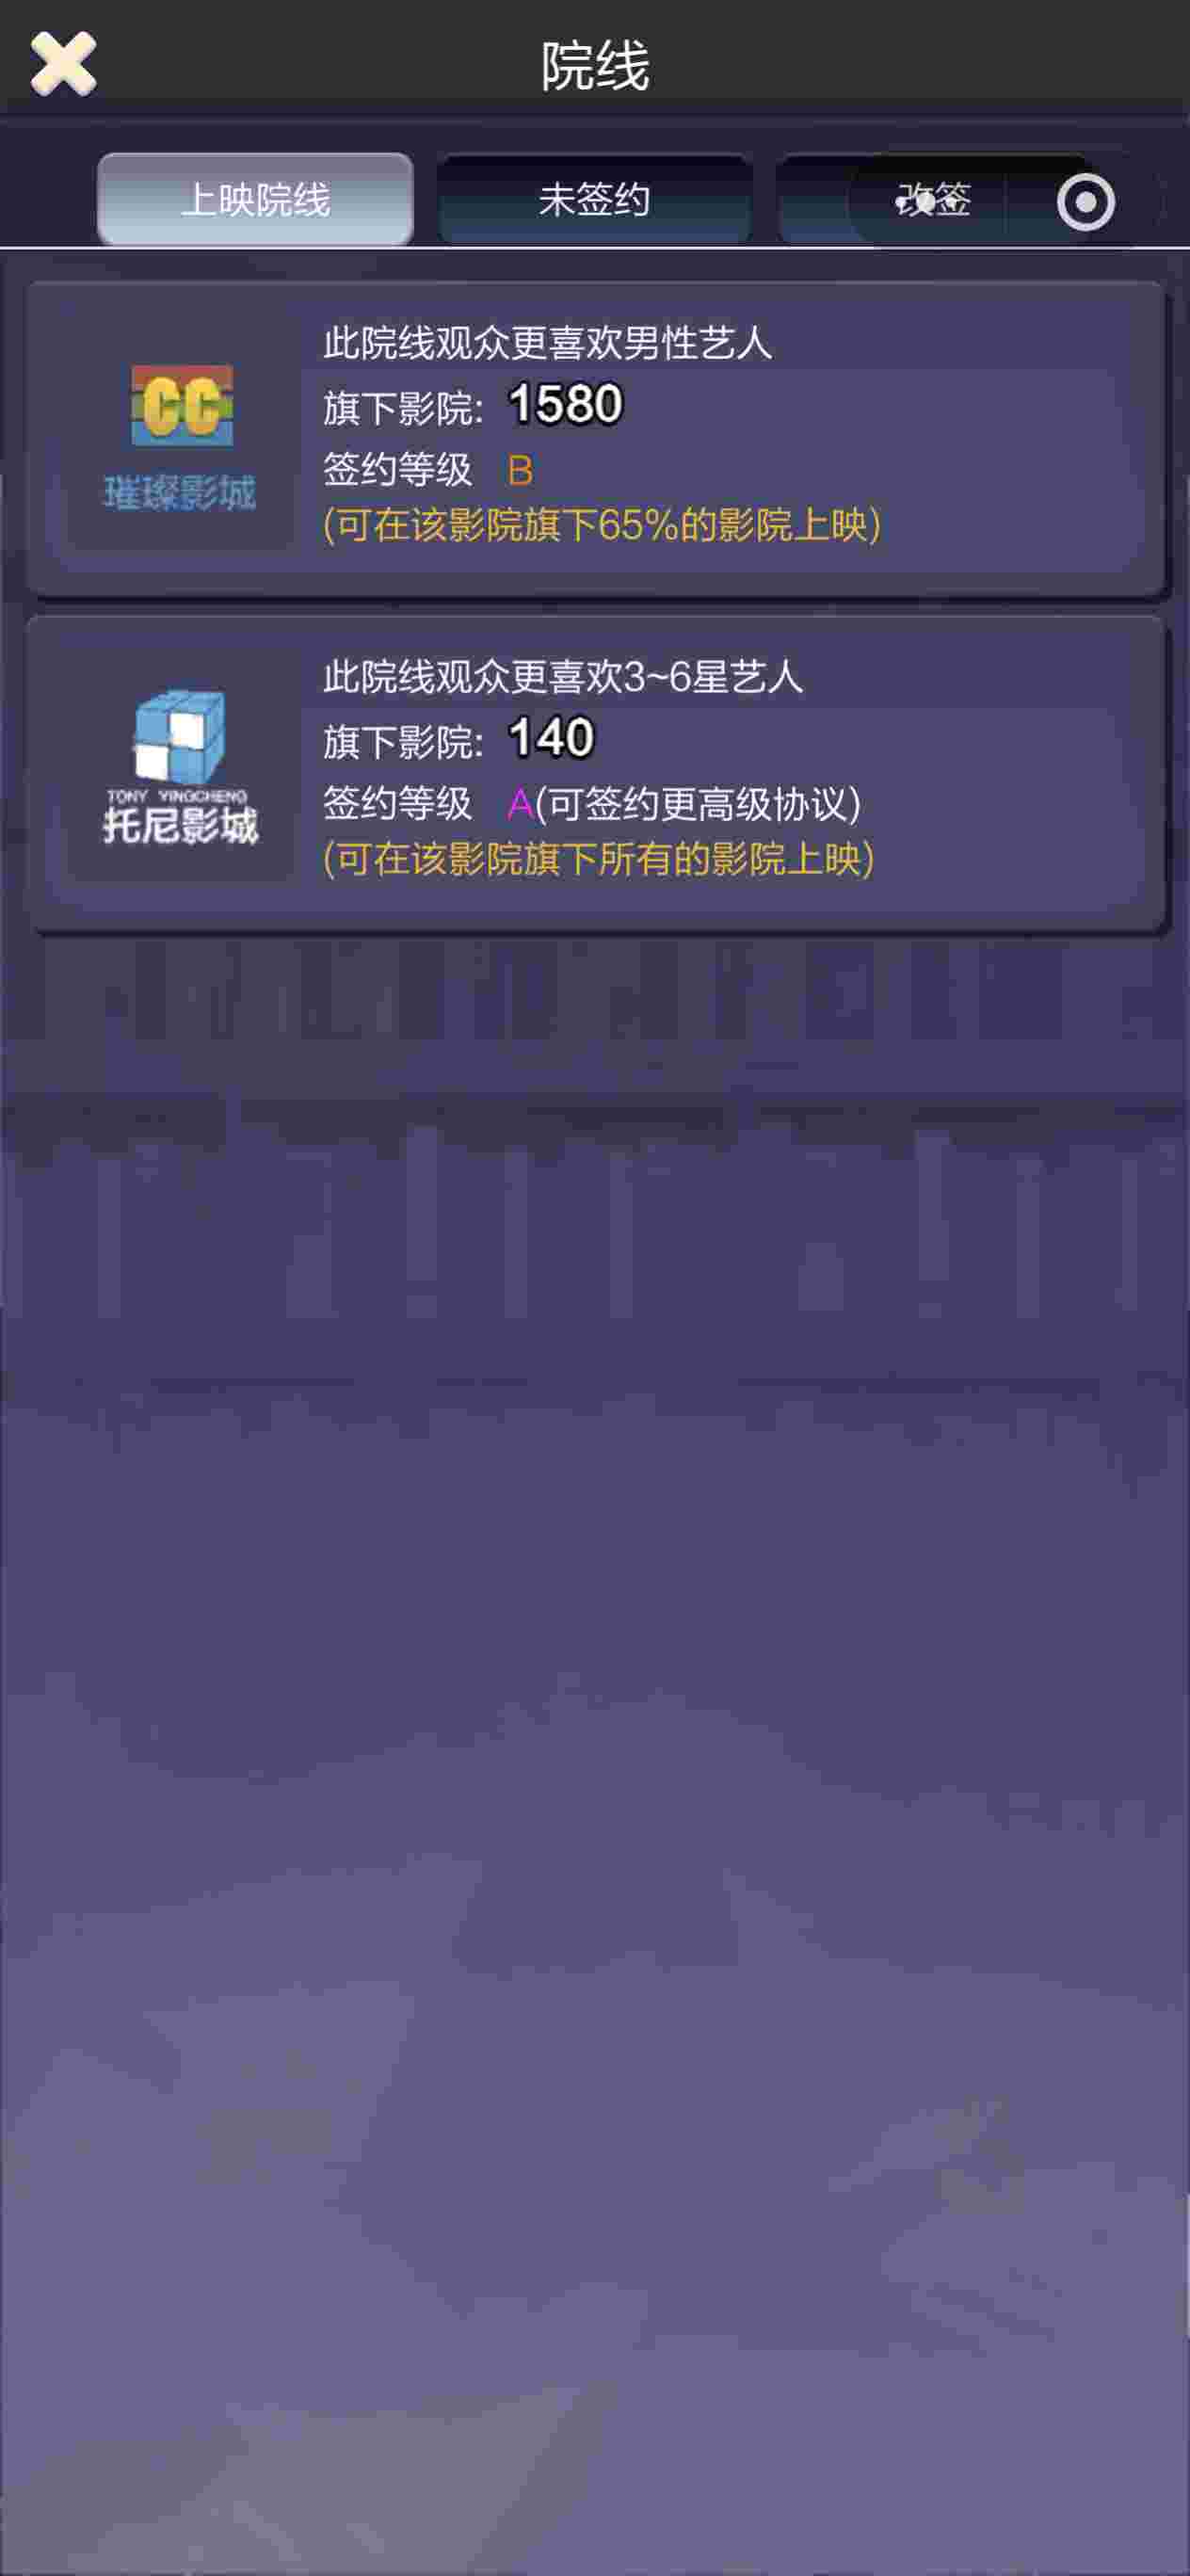 院线
上映院线
未签约
改签
此院线观众更喜欢男性艺人
旗下影院: 1580
签约等级 B
(可在该影院旗下65%的影院上映)
CC
璀璨影城
此院线观众更喜欢3~6星艺人
旗下影院: 140
签约等级 A(可签约更高级协议)
(可在该影院旗下所有的影院上映)
TONY YINGCHENG
托尼影城